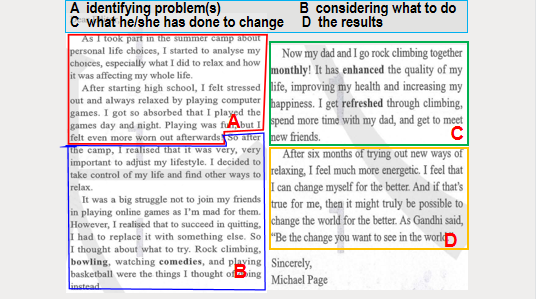 A identifying problem(s) B considering what to do
C what he/she has done to change D the results
As I took part in the summer camp about
personal life choices, I started to analyse my
choices, especially what I did to relax and how
it was affecting my whole life.
After starting high school, I felt stressed
out and always relaxed by playing computer
games. I got so absorbed that I played the
games day and night. Playing was fun, but I
felt even more worn out afterwards! So after
A
the camp, I realised that it was very, very
important to adjust my lifestyle. I decided to
take control of my life and find other ways to
relax.
It was a big struggle not to join my friends
in playing online games as I'm mad for them.
However, I realised that to succeed in quitting,
I had to replace it with something else. So
I thought about what to try. Rock climbing,
bowling, watching comedies, and playing
basketball were the things I thought of doing
instead
B
Now my dad and I go rock climbing together
monthly! It has enhanced the quality of my
life, improving my health and increasing my
happiness. I get refreshed through climbing,
spend more time with my dad, and get to meet
new friends.
C
After six months of trying out new ways of
relaxing, I feel much more energetic. I feel that
I can change myself for the better. And if that's
true for me, then it might truly be possible to
change the world for the better. As Gandhi said,
"Be the change you want to see in the world
D
Sincerely,
Michael Page